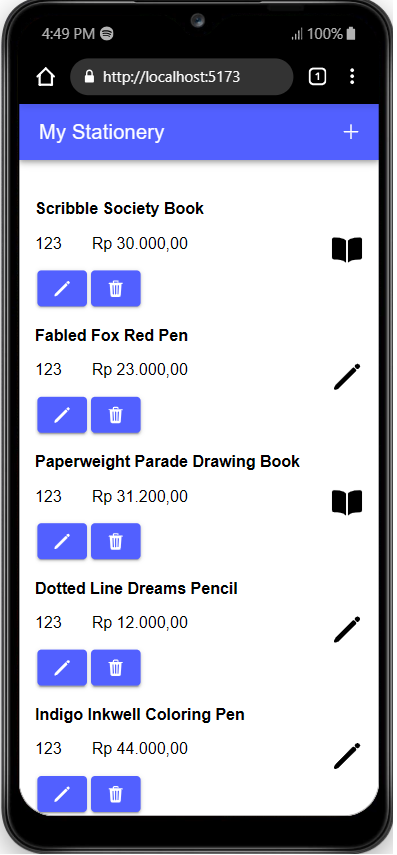 4:49 PM 100%
http://localhost:5173 1
My Stationery +
Scribble Society Book
123 Rp 30.000,00
Fabled Fox Red Pen
123 Rp 23.000,00
Paperweight Parade Drawing Book
123 Rp 31.200,00
Dotted Line Dreams Pencil
123 Rp 12.000,00
Indigo Inkwell Coloring Pen
123 Rp 44.000,00